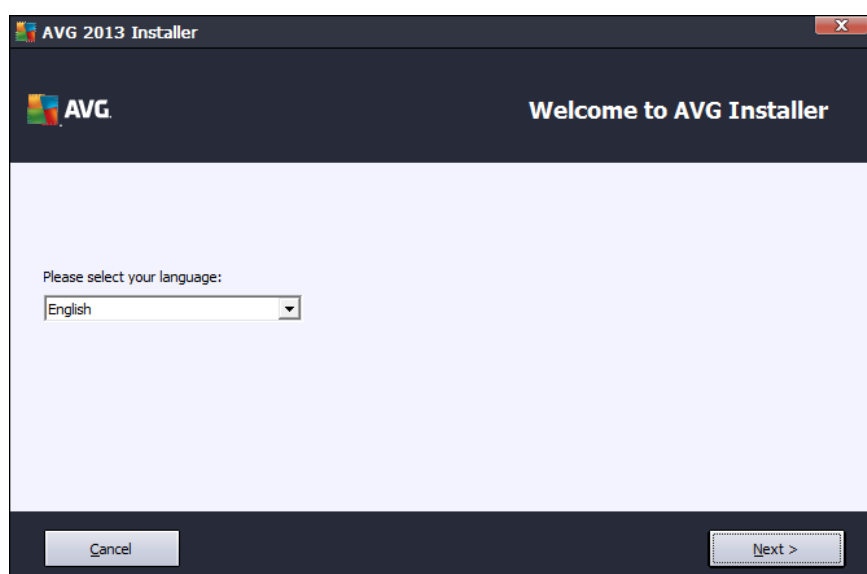 AVG 2013 Installer
X
AVG.
Welcome to AVG Installer
Please select your language:
English
Cancel
Next >